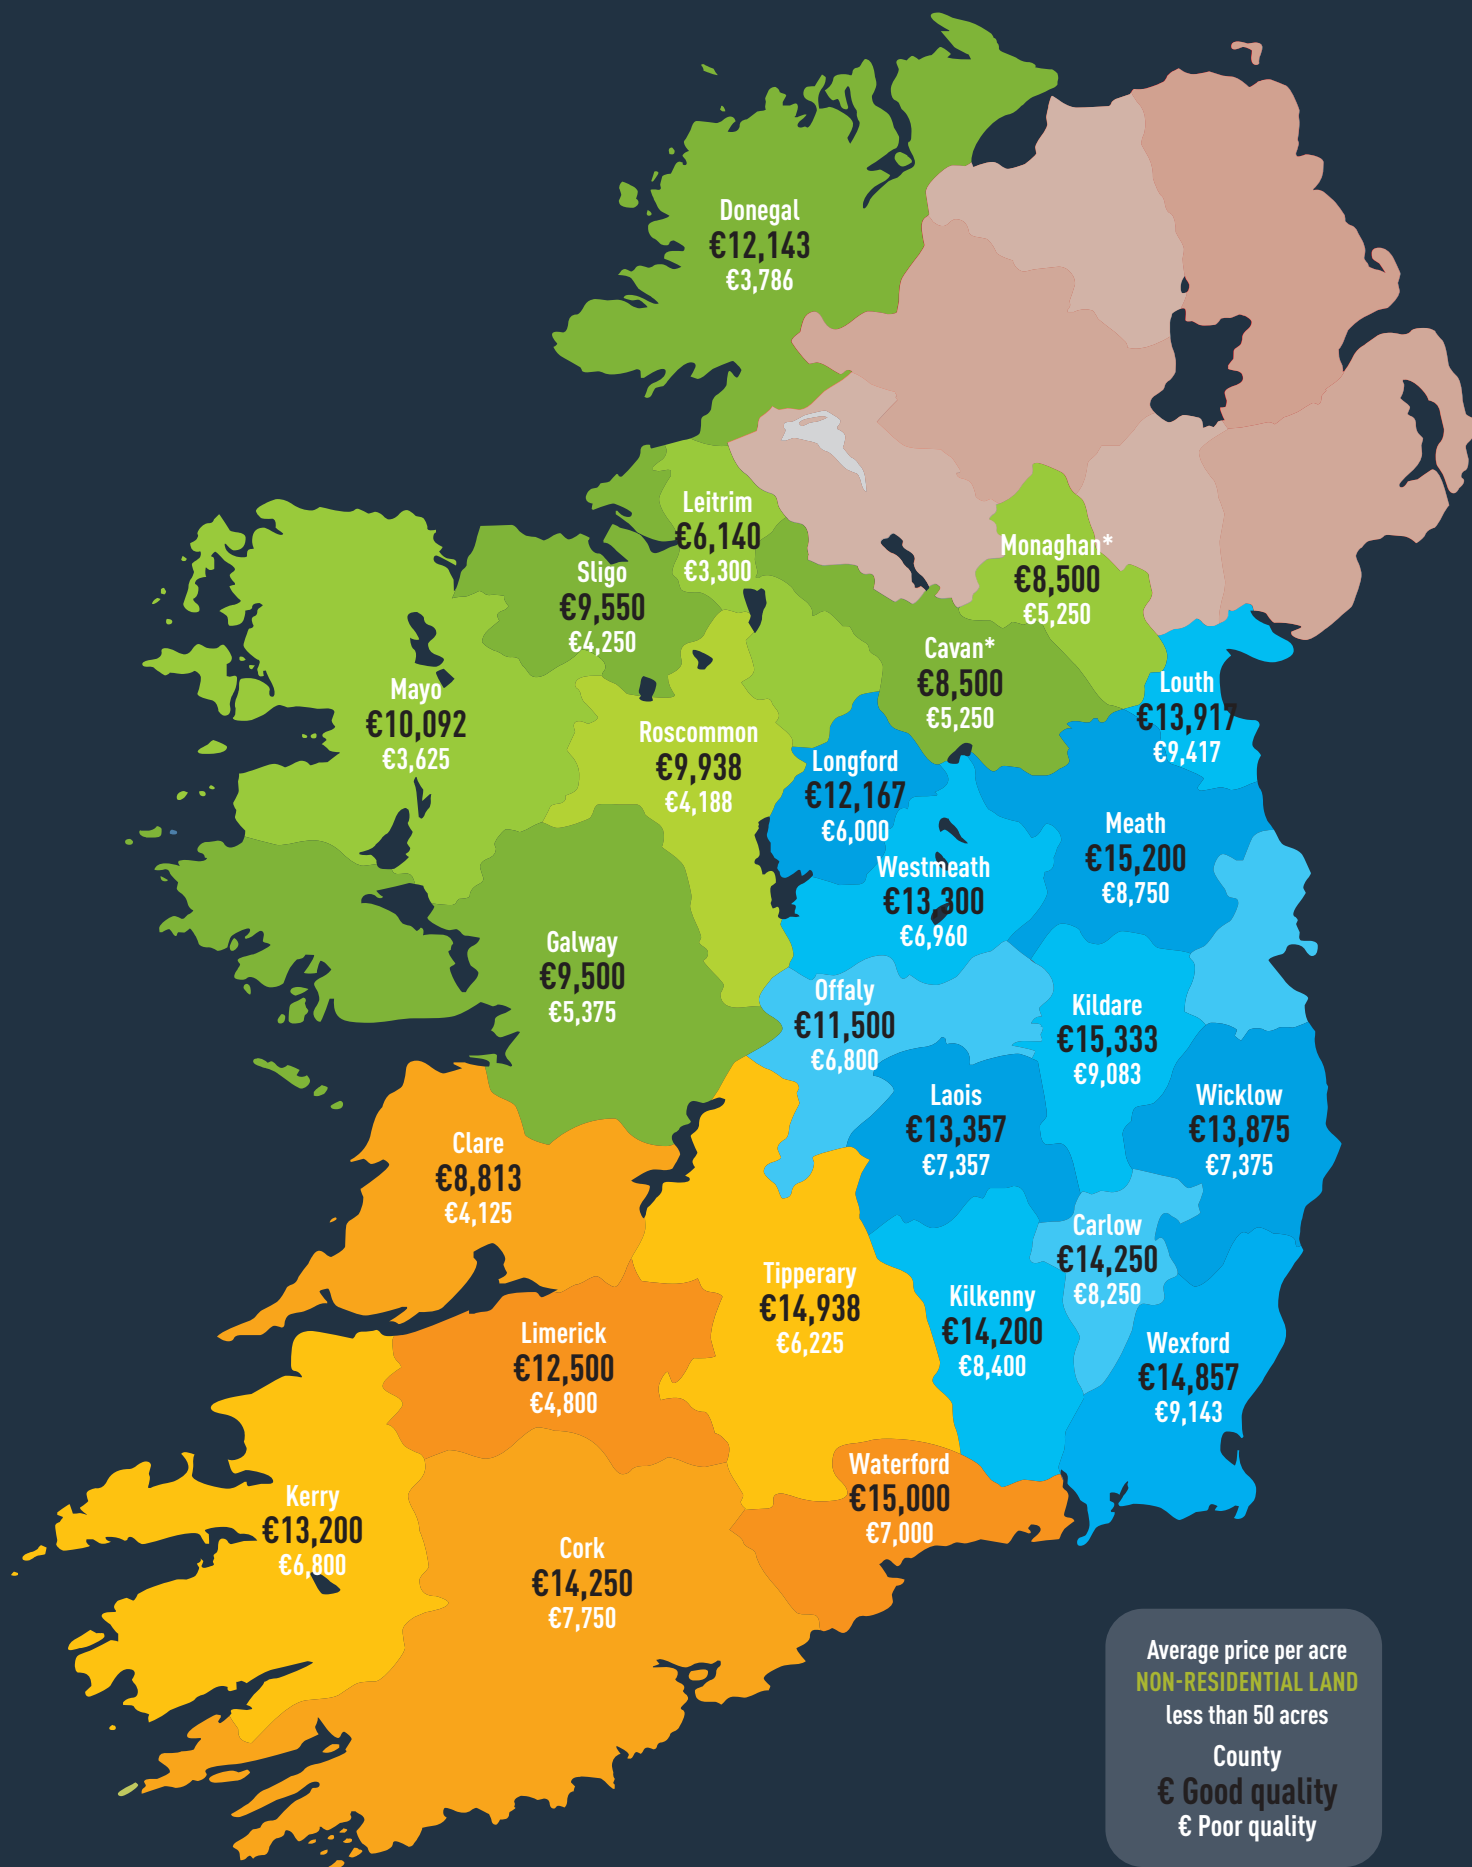 Donegal
€12,143
€3,786
Leitrim
€6,140
€3,300
Monaghan*
€8,500
€5,250
Sligo
€9,550
€4,250
Cavan*
€8,500
€5,250
Louth
€13,917
€9,417
Mayo
€10,092
€3,625
Roscommon
€9,938
€4,188
Longford
€12,167
€6,000
Meath
€15,200
€8,750
Westmeath
€13,300
€6,960
Galway
€9,500
€5,375
Offaly
€11,500
€6,800
Kildare
€15,333
€9,083
Laois
€13,357
€7,357
Wicklow
€13,875
€7,375
Clare
€8,813
€4,125
Carlow
€14,250
€8,250
Tipperary
€14,938
€6,225
Kilkenny
€14,200
€8,400
Limerick
€12,500
€4,800
Wexford
€14,857
€9,143
Waterford
€15,000
€7,000
Kerry
€13,200
€6,800
Cork
€14,250
€7,750
Average price per acre
NON-RESIDENTIAL LAND
less than 50 acres
County
€ Good quality
€ Poor quality